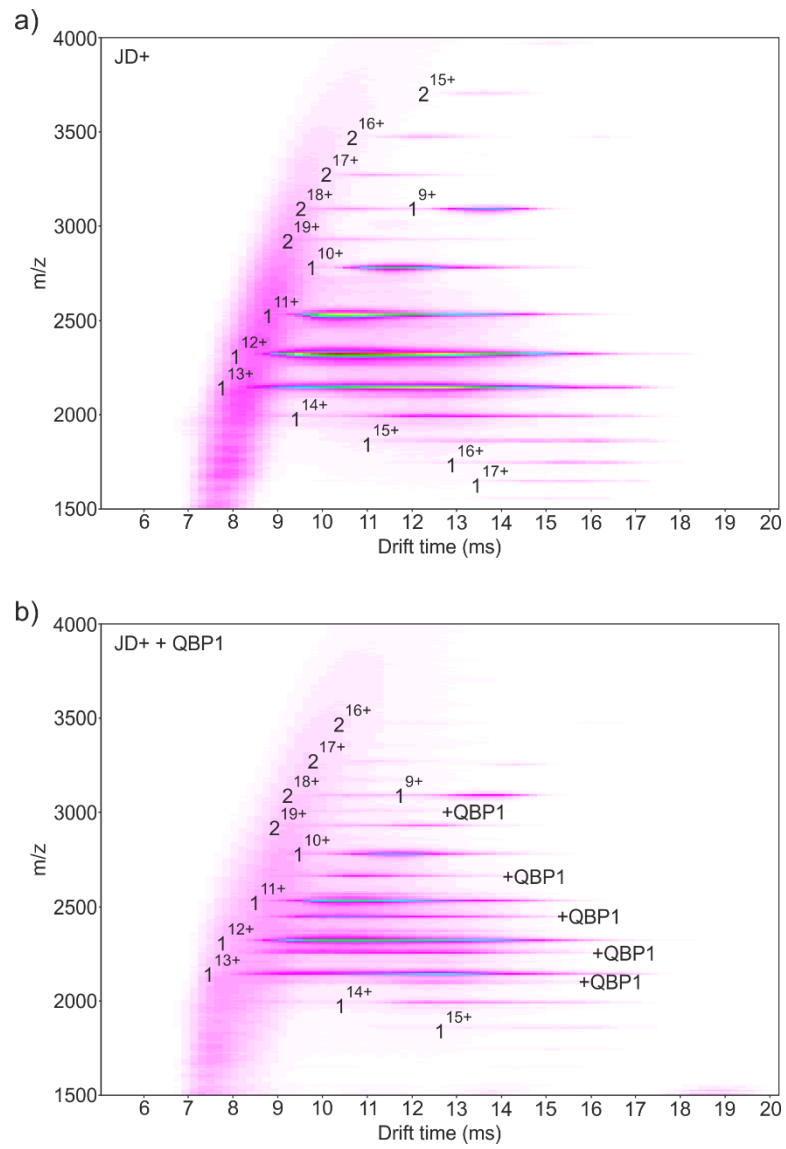 a)
4000
JD+
2 15+
3500
2 16+
2 17+
2 18+
1 9+
3000
2 19+
1 10+
m/z
2500
1 11+
1 12+
1 13+
2000
1 14+
1 15+
1 16+
1 17+
1500
6 7 8 9 10 11 12 13 14 15 16 17 18 19 20
Drift time (ms)
b)
4000
JD+ + QBP1
3500
2 16+
2 17+
2 18+
1 9+
3000
+QBP1
2 19+
1 10+
m/z
+QBP1
2500
1 11+
+QBP1
1 12+
+QBP1
1 13+
+QBP1
2000
1 14+
1 15+
1500
6 7 8 9 10 11 12 13 14 15 16 17 18 19 20
Drift time (ms)